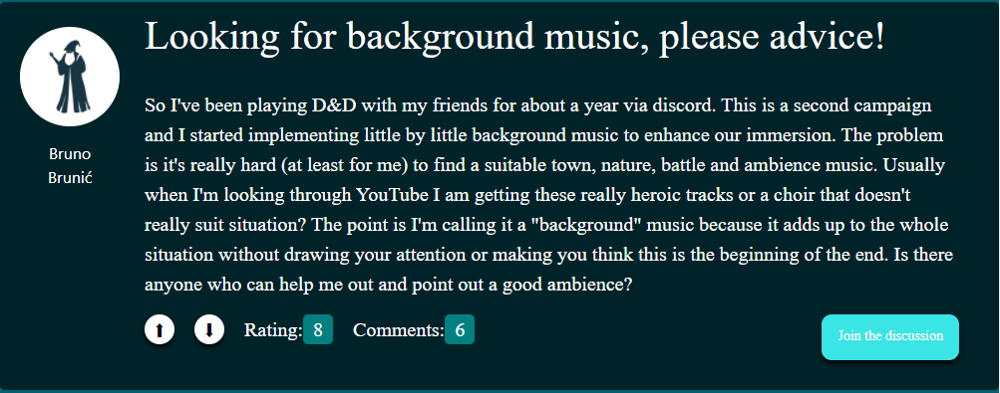 Looking for background music, please advice!
Bruno
Brunić
So I've been playing D&D with my friends for about a year via discord. This is a second campaign
and I started implementing little by little background music to enhance our immersion. The problem
is it's really hard (at least for me) to find a suitable town, nature, battle and ambience music. Usually
when I'm looking through YouTube I am getting these really heroic tracks or a choir that doesn't
really suit situation? The point is I'm calling it a "background" music because it adds up to the whole
situation without drawing your attention or making you think this is the beginning of the end. Is there
anyone who can help me out and point out a good ambience?
Rating: 8 Comments: 6 Join the discussion